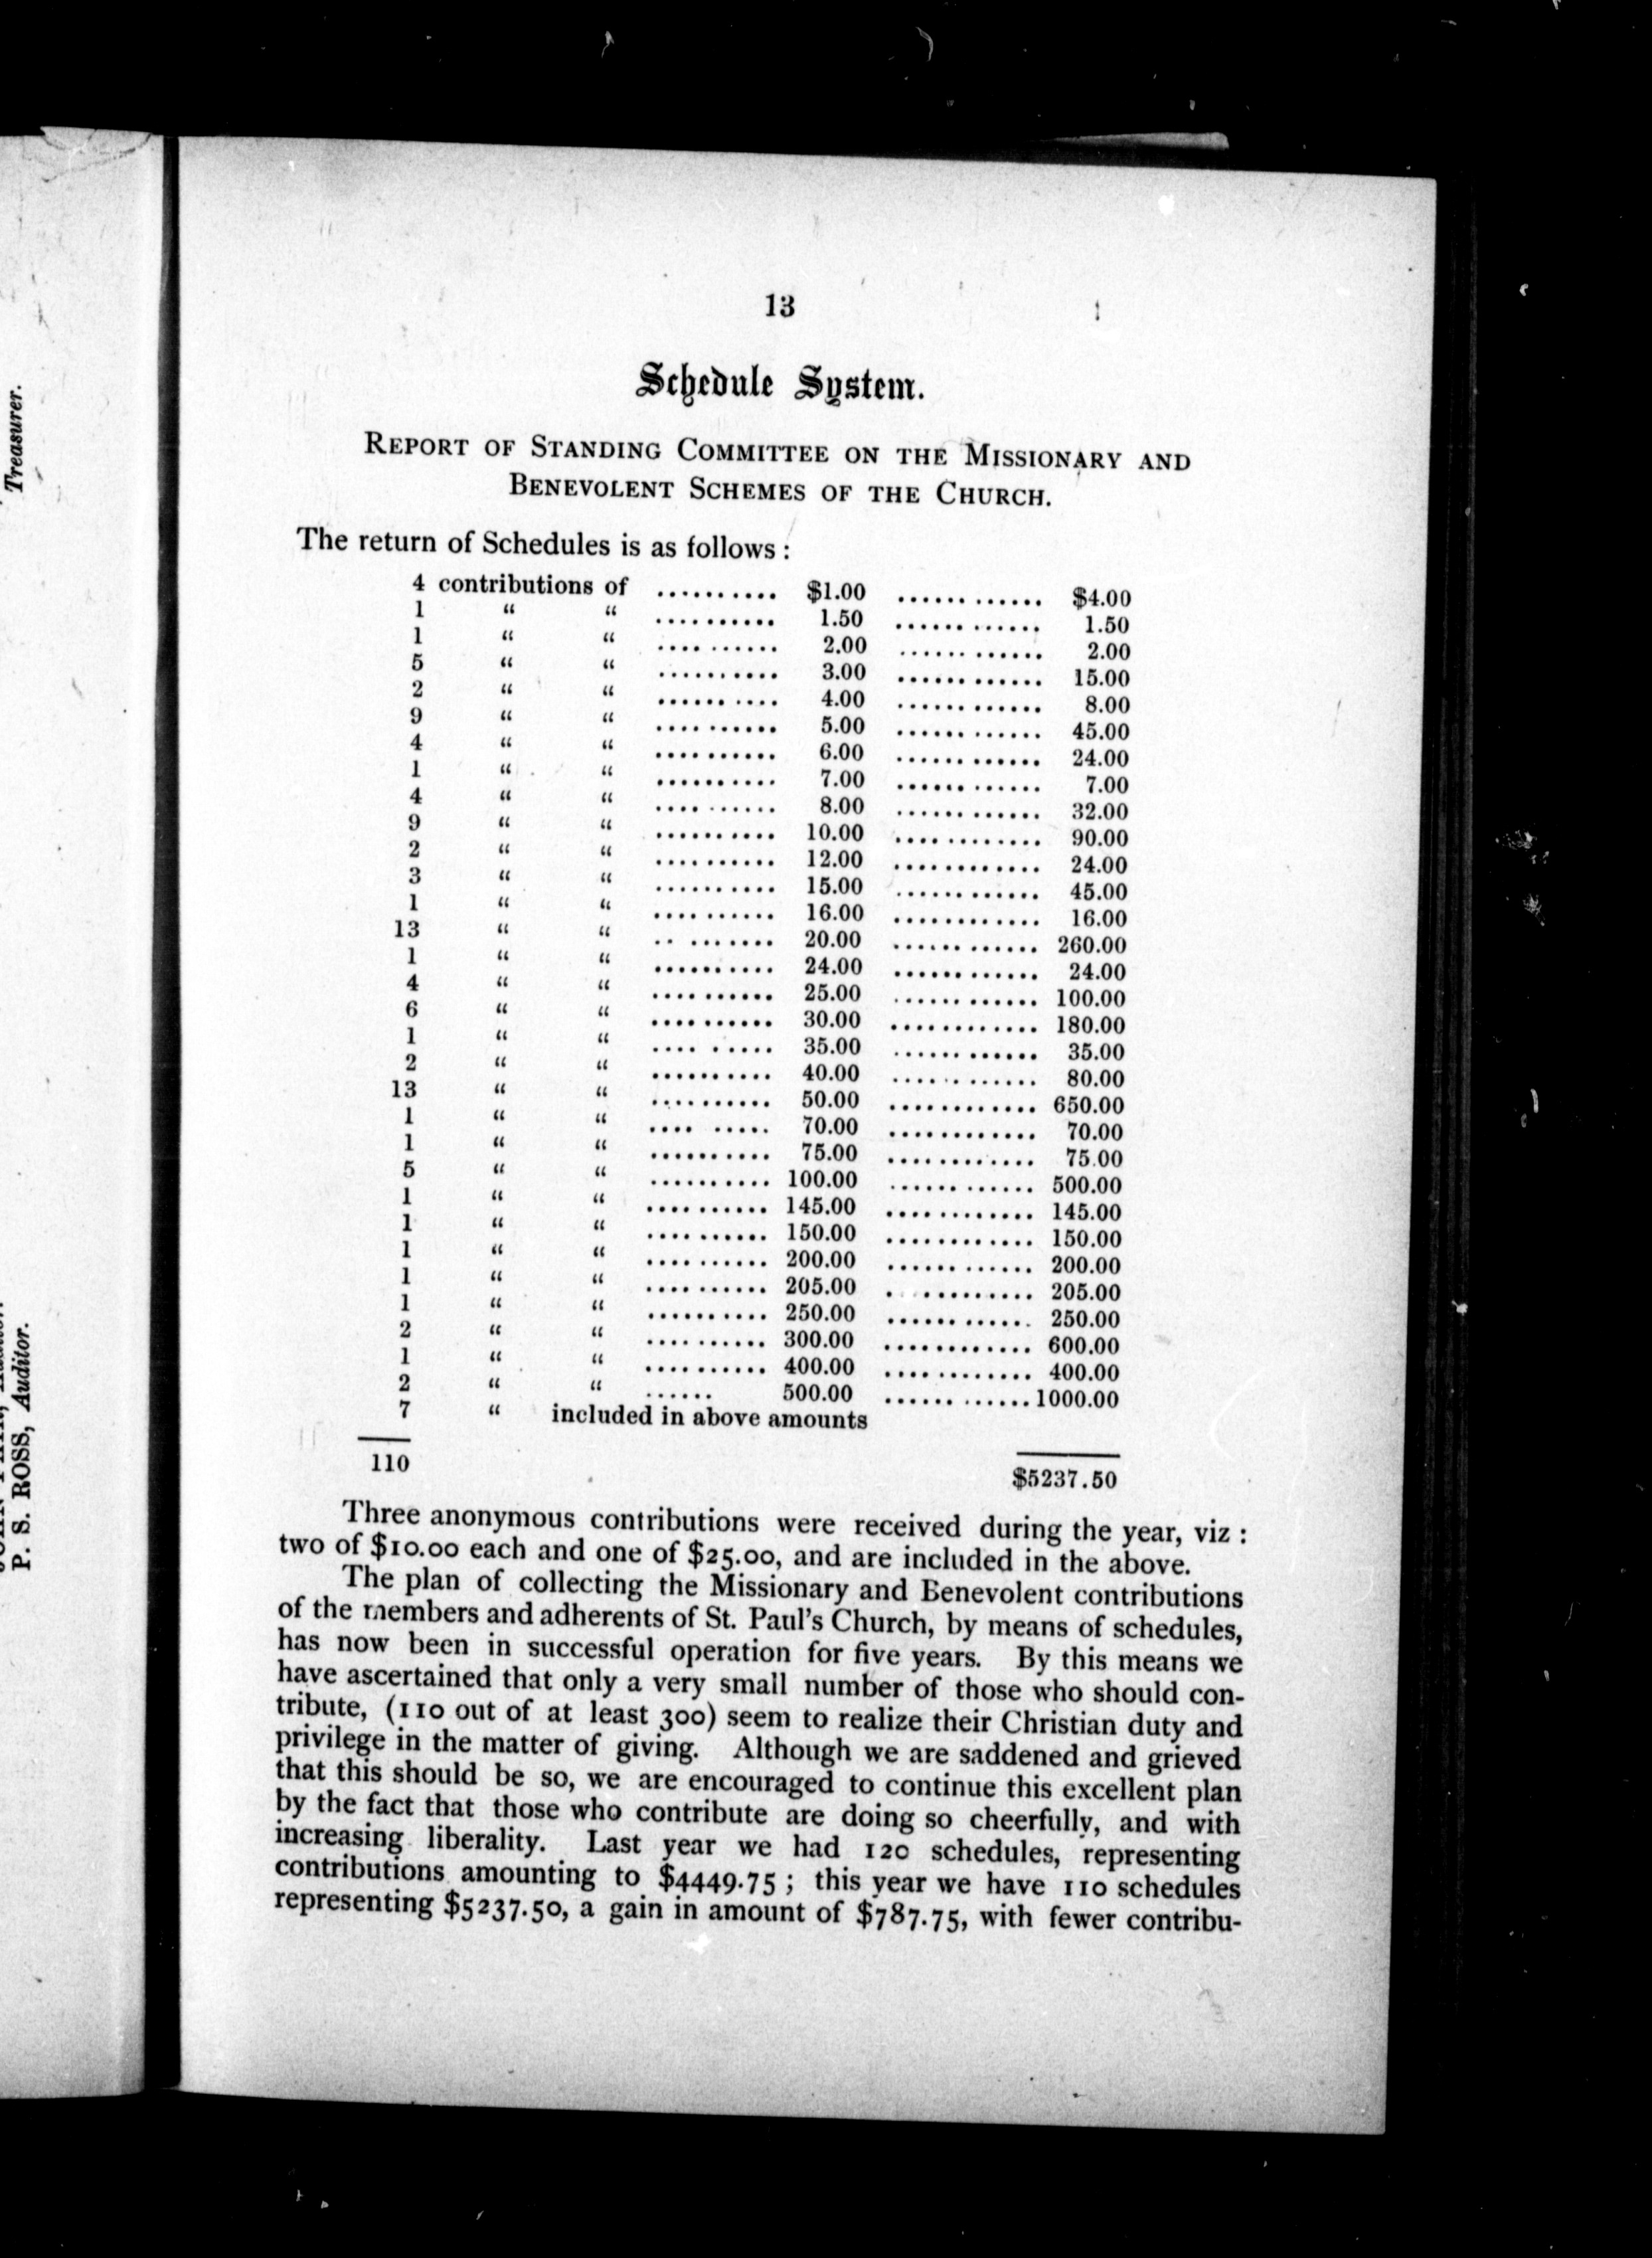 Treasurer.
P. S. ROSS, Auditor.
13
Schedule System.
REPORT OF STANDING COMMITTEE ON THE MISSIONARY AND
BENEVOLENT SCHEMES OF THE CHURCH.
The return of Schedules is as follows :
4 contributions of .......... $1.00 ............ $4.00
1 “ “ .......... 1.50 ............ 1.50
1 “ “ .......... 2.00 ............ 2.00
5 “ “ .......... 3.00 ............ 15.00
2 “ “ .......... 4.00 ............ 8.00
9 “ “ .......... 5.00 ............ 45.00
4 “ “ .......... 6.00 ............ 24.00
1 “ “ .......... 7.00 ............ 7.00
4 “ “ .......... 8.00 ............ 32.00
9 “ “ .......... 10.00 ............ 90.00
2 “ “ .......... 12.00 ............ 24.00
3 “ “ .......... 15.00 ............ 45.00
1 “ “ .......... 16.00 ............ 16.00
13 “ “ .. ....... 20.00 ............ 260.00
1 “ “ .......... 24.00 ............ 24.00
4 “ “ .......... 25.00 ............ 100.00
6 “ “ .......... 30.00 ............ 180.00
1 “ “ .... ..... 35.00 ............ 35.00
2 “ “ .......... 40.00 ............ 80.00
13 “ “ .......... 50.00 ............ 650.00
1 “ “ .... ..... 70.00 ............ 70.00
1 “ “ .......... 75.00 ............ 75.00
5 “ “ .......... 100.00 ............ 500.00
1 “ “ .......... 145.00 ............ 145.00
1 “ “ .......... 150.00 ............ 150.00
1 “ “ .......... 200.00 ............ 200.00
1 “ “ .......... 205.00 ............ 205.00
1 “ “ .......... 250.00 ............ 250.00
2 “ “ .......... 300.00 ............ 600.00
1 “ “ .......... 400.00 ............ 400.00
2 “ “ ...... 500.00 ............ 1000.00
7 “ included in above amounts
110 $5237.50
Three anonymous contributions were received during the year, viz :
two of $10.00 each and one of $25.00, and are included in the above.
The plan of collecting the Missionary and Benevolent contributions
of the members and adherents of St. Paul's Church, by means of schedules,
has now been in successful operation for five years. By this means we
have ascertained that only a very small number of those who should con-
tribute, (110 out of at least 300) seem to realize their Christian duty and
privilege in the matter of giving. Although we are saddened and grieved
that this should be so, we are encouraged to continue this excellent plan
by the fact that those who contribute are doing so cheerfully, and with
increasing liberality. Last year we had 120 schedules, representing
contributions amounting to $4449.75 ; this year we have 110 schedules
representing $5237.50, a gain in amount of $787.75, with fewer contribu-